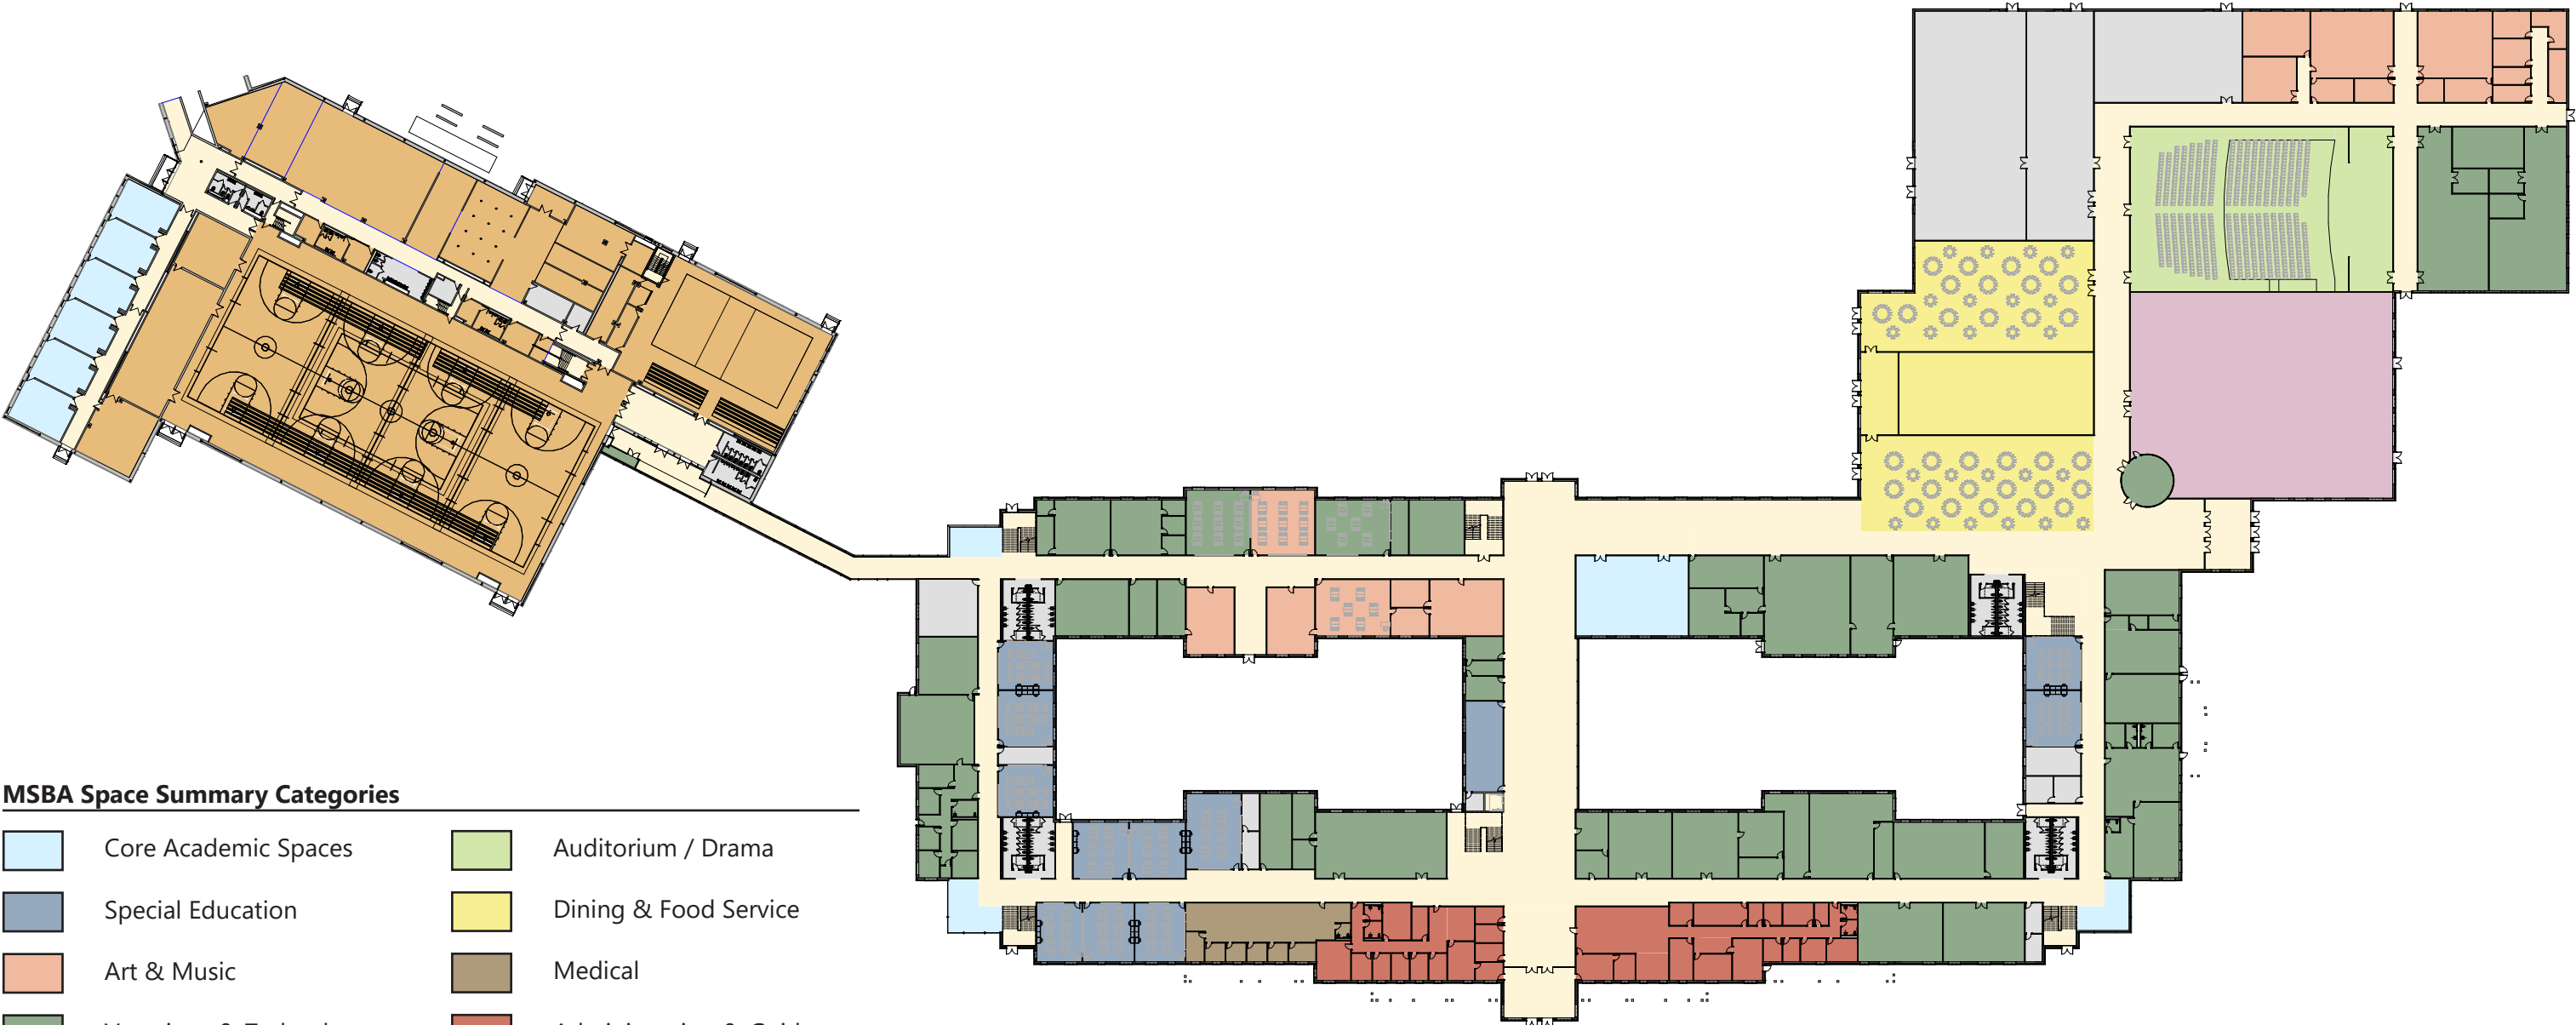 MSBA Space Summary Categories
Core Academic Spaces
Auditorium / Drama
Special Education
Dining & Food Service
Art & Music
Medical